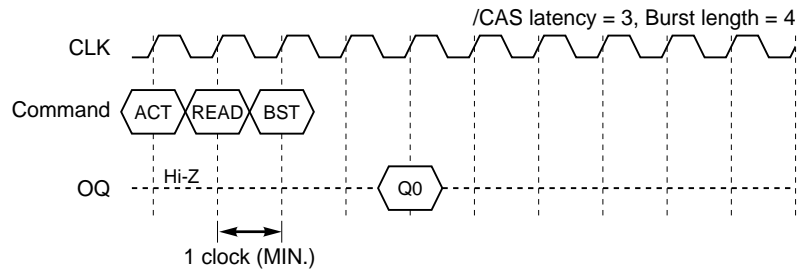 /CAS latency = 3, Burst length = 4
CLK
Command ACT READ BST
Hi-Z
OQ Q0
1 clock (MIN.)